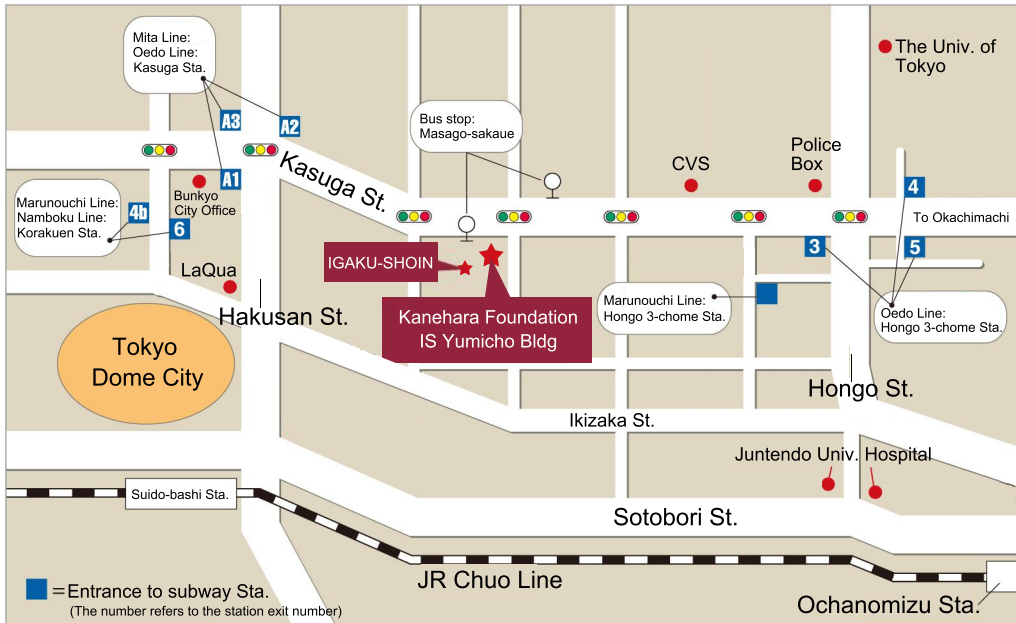 Mita Line:
Oedo Line:
Kasuga Sta.
A3
A2
A1
Kasuga St.
Bus stop:
Masago-sakaue
CVS
Police
Box
The Univ. of
Tokyo
Marunouchi Line:
Namboku Line:
Korakuen Sta.
4b
6
Bunkyo
City Office
4
To Okachimachi
3
5
LaQua
IGAKU-SHOIN
Kanehara Foundation
IS Yumicho Bldg
Marunouchi Line:
Hongo 3-chome Sta.
Oedo Line:
Hongo 3-chome Sta.
Hakusan St.
Tokyo
Dome City
Hongo St.
Ikizaka St.
Juntendo Univ. Hospital
Suido-bashi Sta.
Sotobori St.
JR Chuo Line
Ochanomizu Sta.
=Entrance to subway Sta.
(The number refers to the station exit number)